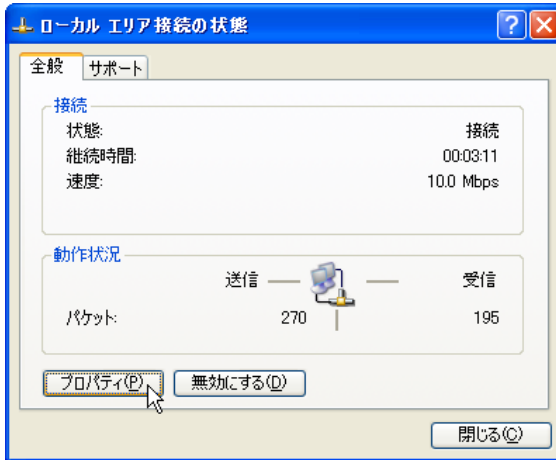 ローカル エリア接続の状態
全般 サポート
接続
状態: 接続
継続時間: 00:03:11
速度: 10.0 Mbps
動作状況
送信 — — 受信
パケット: 270 195
プロパティ(P) 無効にする(D)
閉じる(C)